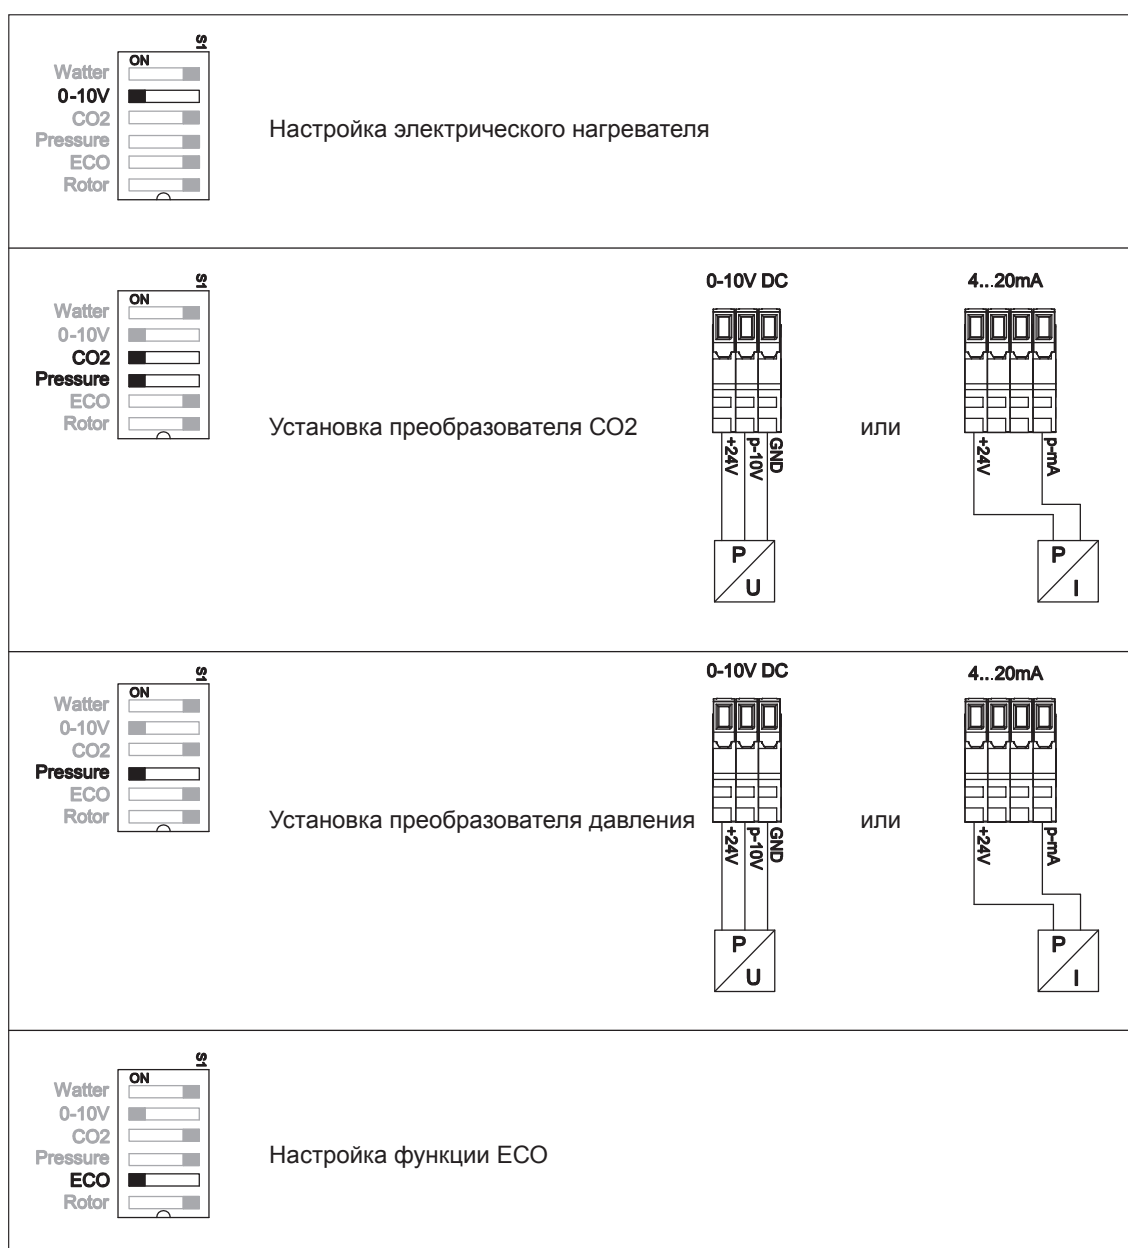 S1
ON
Watter
0-10V
CO2
Pressure
ECO
Rotor
Настройка электрического нагревателя
S1
ON
Watter
0-10V
CO2
Pressure
ECO
Rotor
Установка преобразователя CO2
0-10V DC
+24V
p-10V
GND
P
U
или
4...20mA
+24V
p-mA
P
I
S1
ON
Watter
0-10V
CO2
Pressure
ECO
Rotor
Установка преобразователя давления
0-10V DC
+24V
p-10V
GND
P
U
или
4...20mA
+24V
p-mA
P
I
S1
ON
Watter
0-10V
CO2
Pressure
ECO
Rotor
Настройка функции ECO